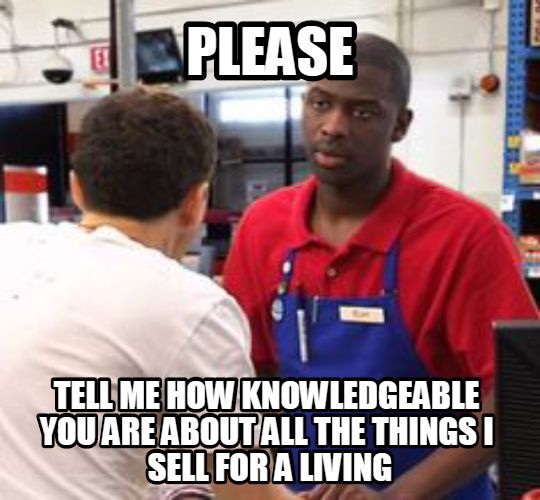 PLEASE
TELL ME HOW KNOWLEDGEABLE
YOU ARE ABOUT ALL THE THINGS I
SELL FOR A LIVING